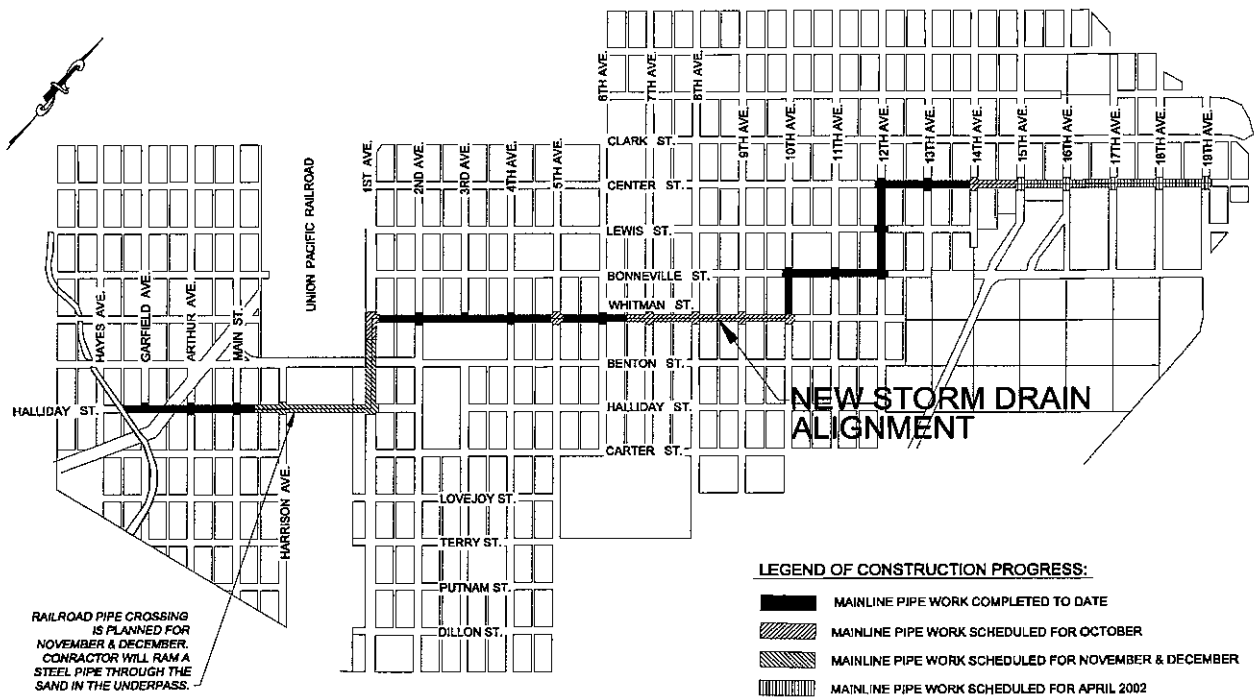 6TH AVE.
7TH AVE.
8TH AVE.
9TH AVE.
10TH AVE.
11TH AVE.
12TH AVE.
13TH AVE.
14TH AVE.
15TH AVE.
16TH AVE.
17TH AVE.
18TH AVE.
19TH AVE.
CLARK ST.
CENTER ST.
LEWIS ST.
BONNEVILLE ST.
WHITMAN ST.
BENTON ST.
HALLIDAY ST.
CARTER ST.
UNION PACIFIC RAILROAD
1ST AVE.
2ND AVE.
3RD AVE.
4TH AVE.
5TH AVE.
HAYES AVE.
GARFIELD AVE.
ARTHUR AVE.
MAIN ST.
HALLIDAY ST.
HARRISON AVE.
LOVEJOY ST.
TERRY ST.
PUTNAM ST.
DILLON ST.
NEW STORM DRAIN
ALIGNMENT
RAILROAD PIPE CROSSING
IS PLANNED FOR
NOVEMBER & DECEMBER.
CONRACTOR WILL RAM A
STEEL PIPE THROUGH THE
SAND IN THE UNDERPASS.
LEGEND OF CONSTRUCTION PROGRESS:
MAINLINE PIPE WORK COMPLETED TO DATE
MAINLINE PIPE WORK SCHEDULED FOR OCTOBER
MAINLINE PIPE WORK SCHEDULED FOR NOVEMBER & DECEMBER
MAINLINE PIPE WORK SCHEDULED FOR APRIL 2002